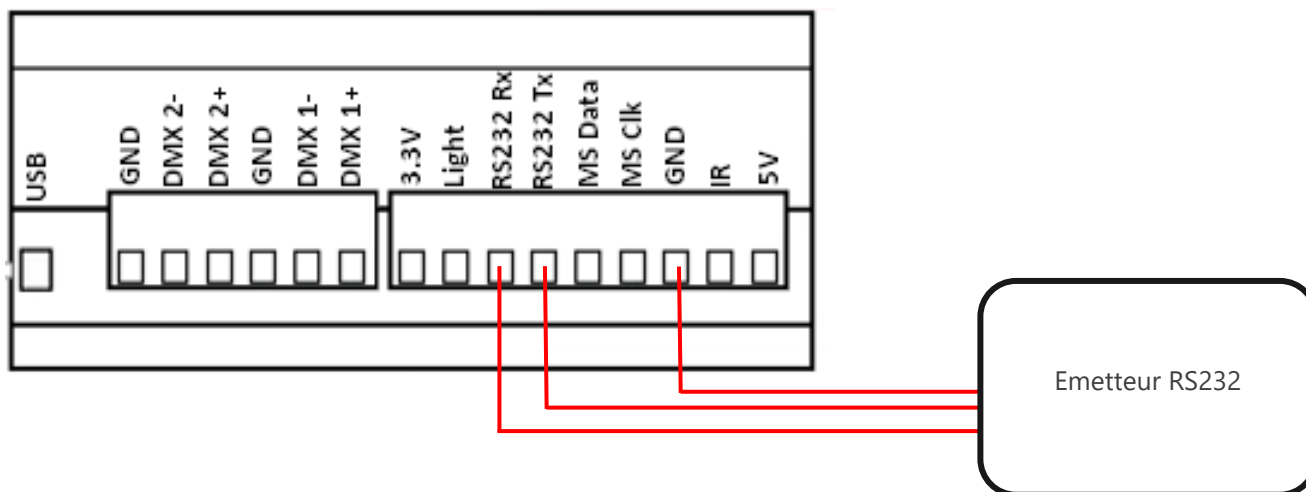 USB
GND
DMX 2-
DMX 2+
GND
DMX 1-
DMX 1+
3.3V
Light
RS232 Rx
RS232 Tx
MS Data
MS Clk
GND
IR
5V
Emetteur RS232